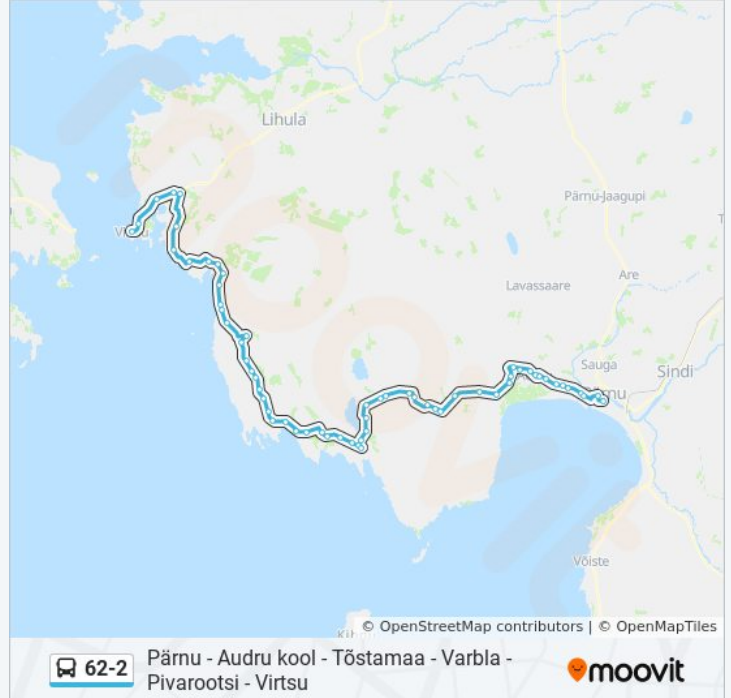 Lihula
Pärnu-Jaagupi
Are
Lavassaare
Sauga
Sindi
Võiste
© OpenStreetMap contributors | © OpenMapTiles
62-2
Pärnu - Audru kool - Tõstamaa - Varbla -
Pivarootsi - Virtsu
moovit